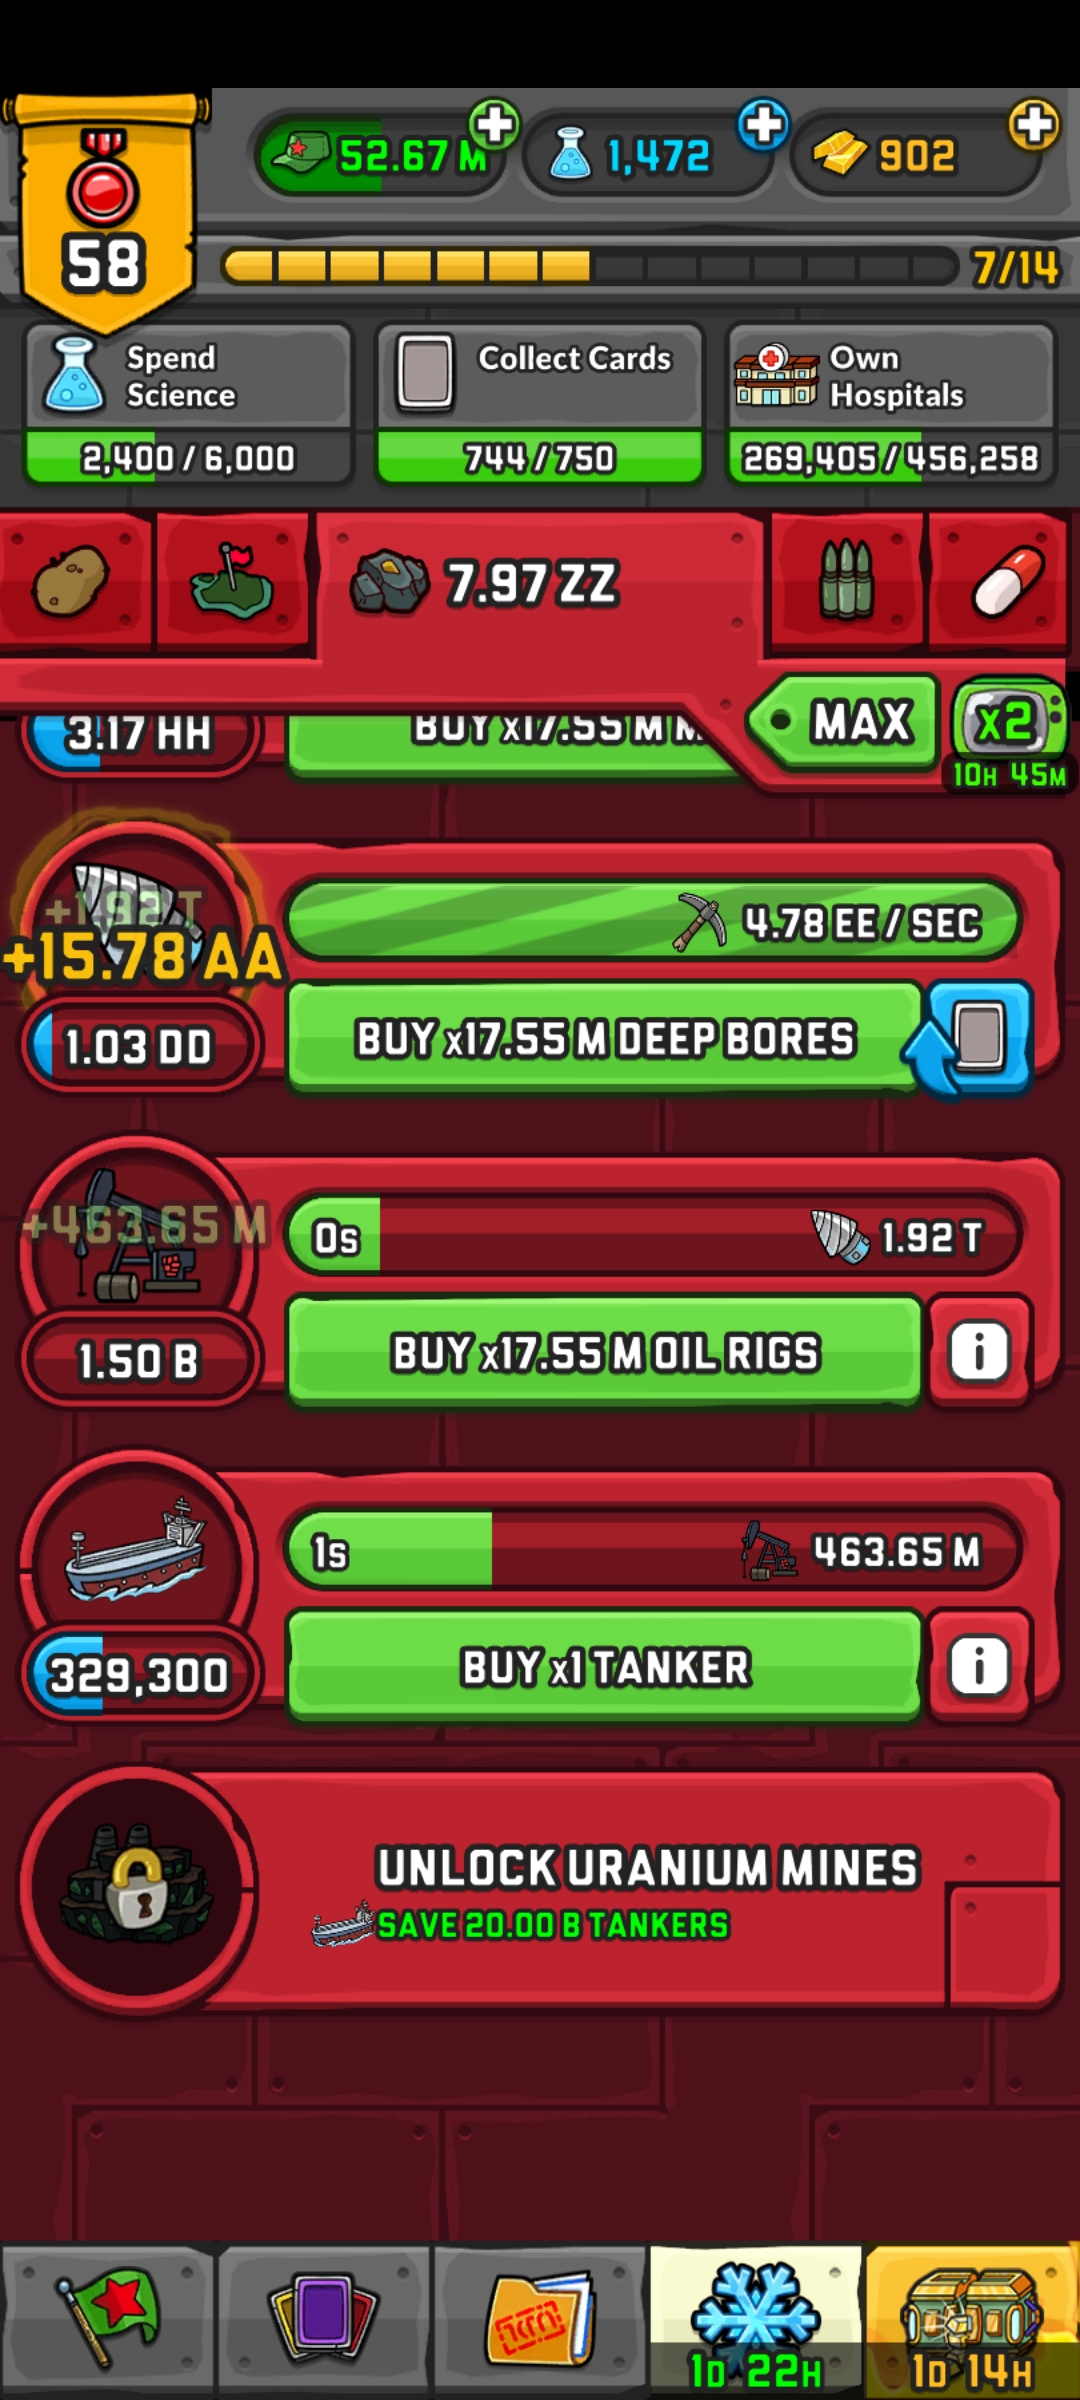 52.67 M
1,472
902
58
7/14
Spend
Science
2,400 / 6,000
Collect Cards
744 / 750
Own
Hospitals
269,405 / 456,258
7.97 ZZ
MAX
x2
10H 45M
3.17 HH
BUY x17.55 M M
+1.92 T
+15.78 AA
4.78 EE / SEC
1.03 DD
BUY x17.55 M DEEP BORES
+463.65 M
0s
1.92 T
1.50 B
BUY x17.55 M OIL RIGS
i
1s
463.65 M
329,300
BUY x1 TANKER
i
UNLOCK URANIUM MINES
SAVE 20.00 B TANKERS
1D 22H
1D 14H